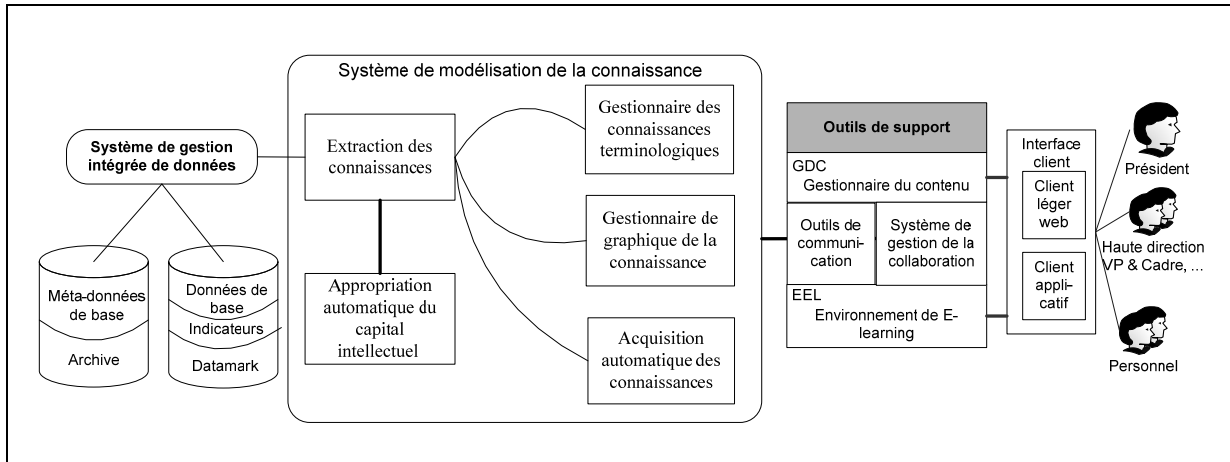 Système de modélisation de la connaissance
Système de gestion
intégrée de données
Méta-données
de base
Archive
Données de
base
Indicateurs
Datamark
Extraction des
connaissances
Appropriation
automatique du
capital
intellectuel
Gestionnaire des
connaissances
terminologiques
Gestionnaire de
graphique de la
connaissance
Acquisition
automatique des
connaissances
Outils de support
GDC
Gestionnaire du contenu
Outils de
communi-
cation
Système de
gestion de la
collaboration
EEL
Environnement de E-
learning
Interface
client
Client
léger
web
Client
appli-
catif
Président
Haute direction
VP & Cadre, ...
Personnel